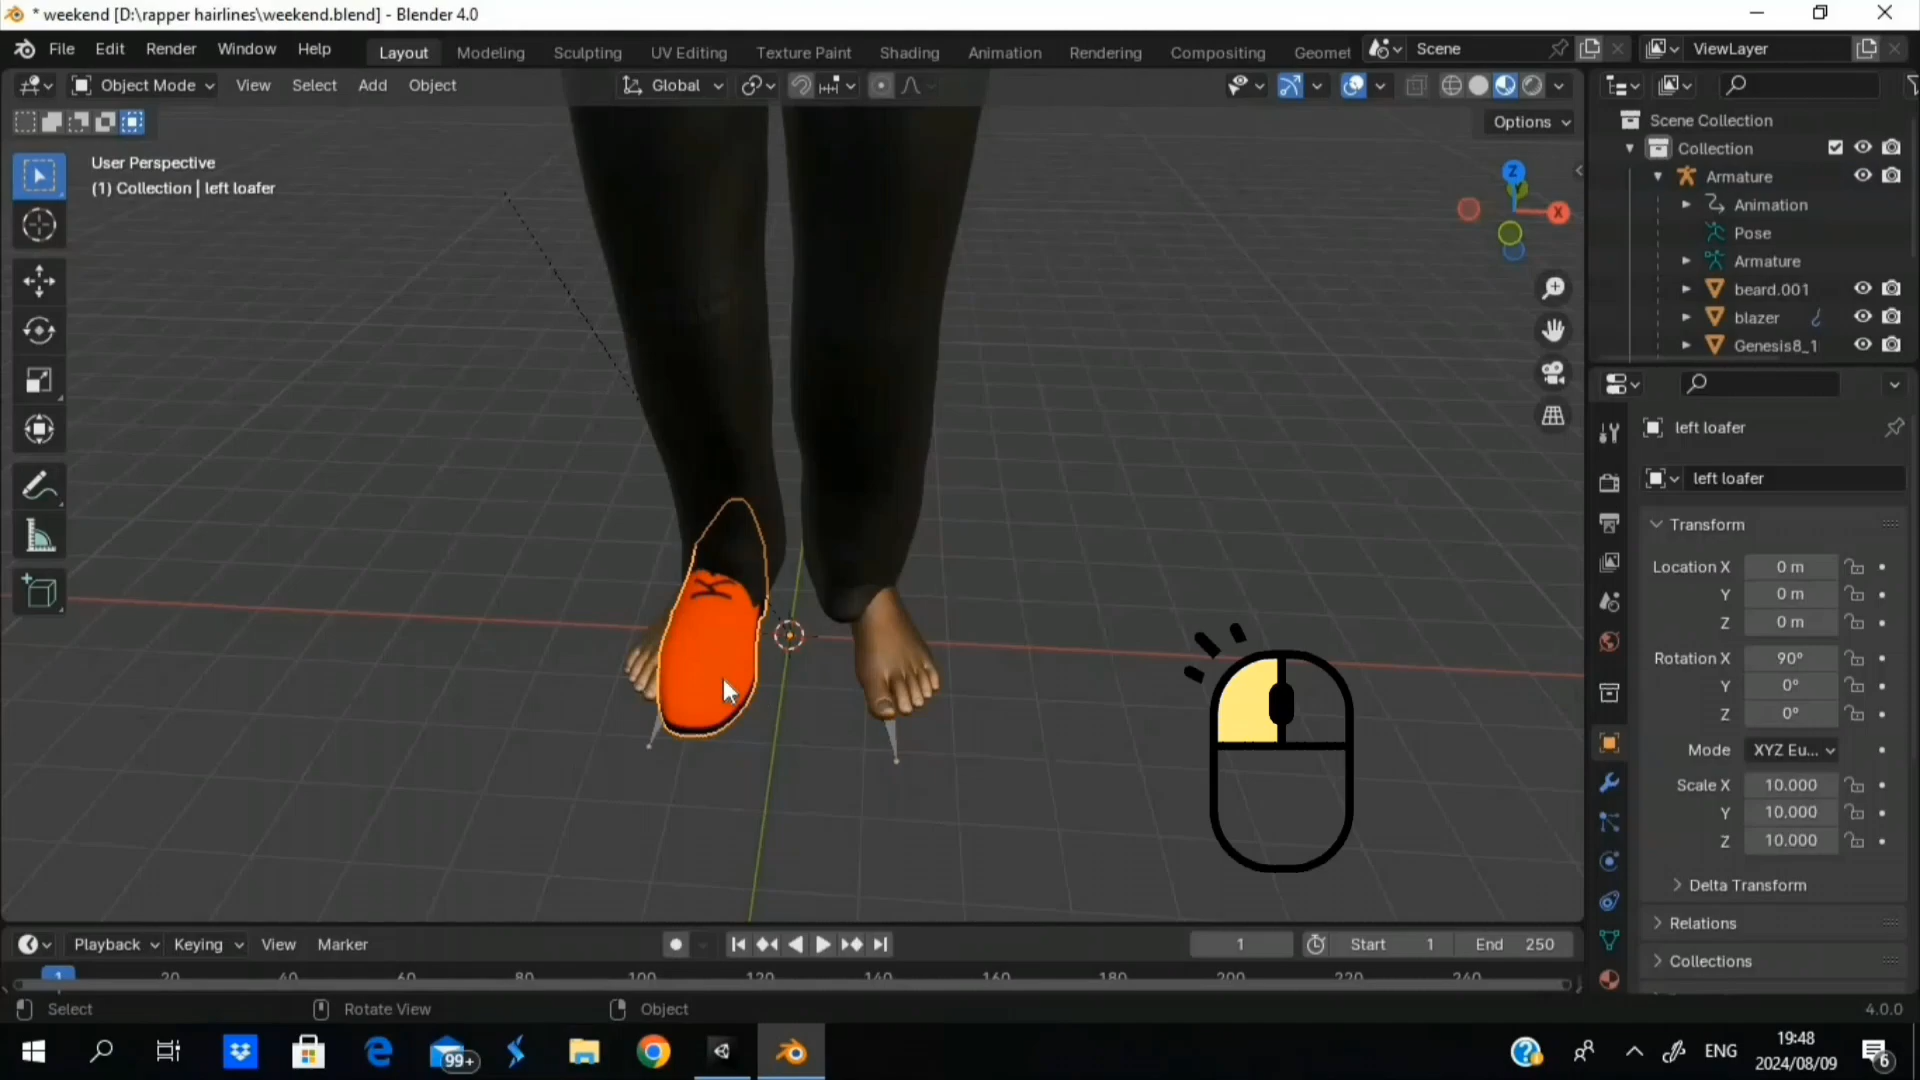 * weekend [D:\rapper hairlines\weekend.blend] - Blender 4.0
File Edit Render Window Help Layout Modeling Sculpting UV Editing Texture Paint Shading Animation Rendering Compositing Geomet Scene ViewLayer
Object Mode View Select Add Object Global
Options
User Perspective
(1) Collection | left loafer
Z
Y
X
Scene Collection
Collection
Armature
Animation
Pose
Armature
beard.001
blazer
Genesis8_1
left loafer
left loafer
Transform
Location X 0 m
Y 0 m
Z 0 m
Rotation X 90°
Y 0°
Z 0°
Mode XYZ Eu...
Scale X 10.000
Y 10.000
Z 10.000
Delta Transform
Relations
Collections
Playback Keying View Marker 1 Start 1 End 250
1 20 40 60 80 100 120 140 160 180 200 220 240
Select Rotate View Object 4.0.0
99+
ENG
19:48
2024/08/09
6